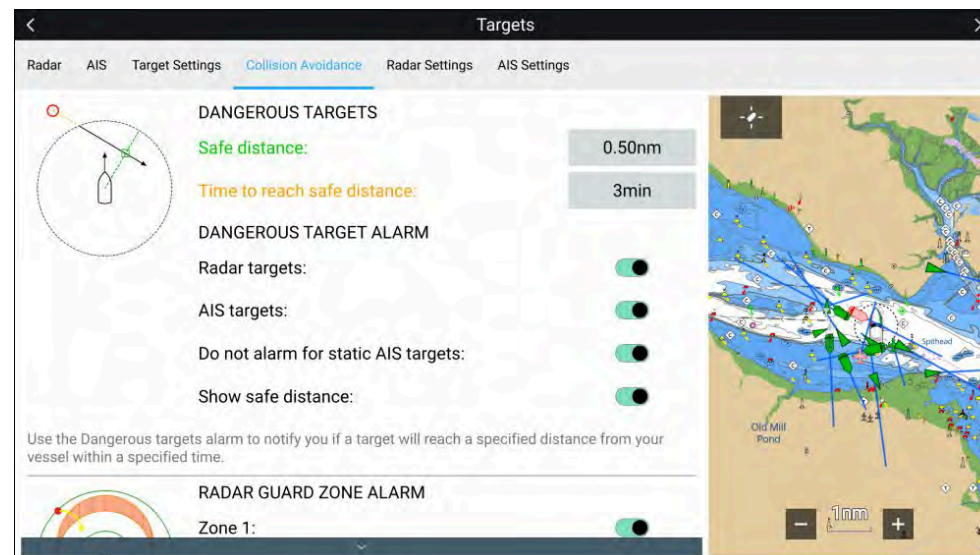 Targets
Radar AIS Target Settings Collision Avoidance Radar Settings AIS Settings
DANGEROUS TARGETS
Safe distance: 0.50nm
Time to reach safe distance: 3min
DANGEROUS TARGET ALARM
Radar targets:
AIS targets:
Do not alarm for static AIS targets:
Show safe distance:
Use the Dangerous targets alarm to notify you if a target will reach a specified distance from your
vessel within a specified time.
RADAR GUARD ZONE ALARM
Zone 1:
Spithead
Old Mill
Pond
1nm